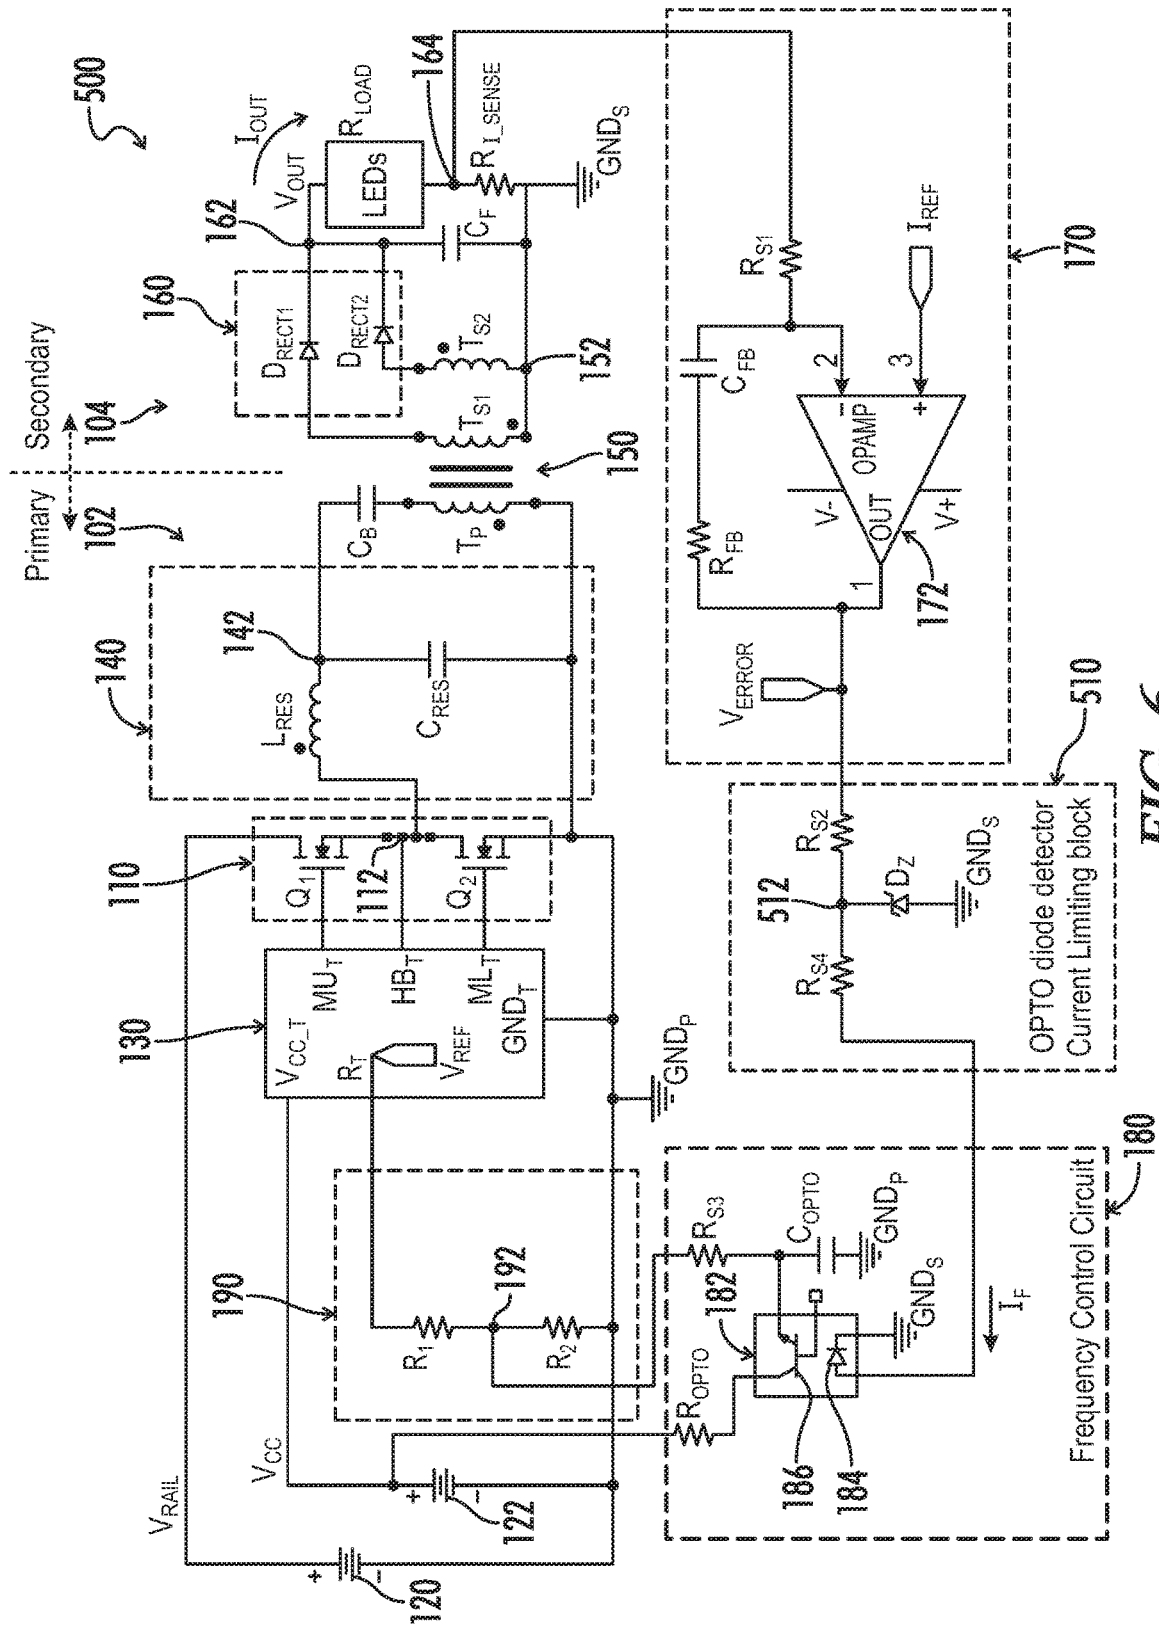 500
Primary
Secondary
102
104
140
110
130
190
160
162
164
V_RAIL
V_CC
V_CC_T
R_T
V_REF
MU_T
HB_T
ML_T
GND_T
Q1
112
Q2
L_RES
142
C_RES
C_B
T_P
150
T_S1
T_S2
152
D_RECT1
D_RECT2
V_OUT
I_OUT
LEDs
R_LOAD
C_F
R_I_SENSE
GND_S
+
-
120
+
-
122
R1
192
R2
GND_P
R_OPTO
R_S3
182
C_OPTO
GND_P
GND_S
186
184
I_F
Frequency Control Circuit
180
R_S4
512
R_S2
D_Z
GND_S
OPTO diode detector
Current Limiting block
510
V_ERROR
R_FB
C_FB
R_S1
1
2
3
OUT
OPAMP
-
+
V-
V+
172
I_REF
170
FIG. 6